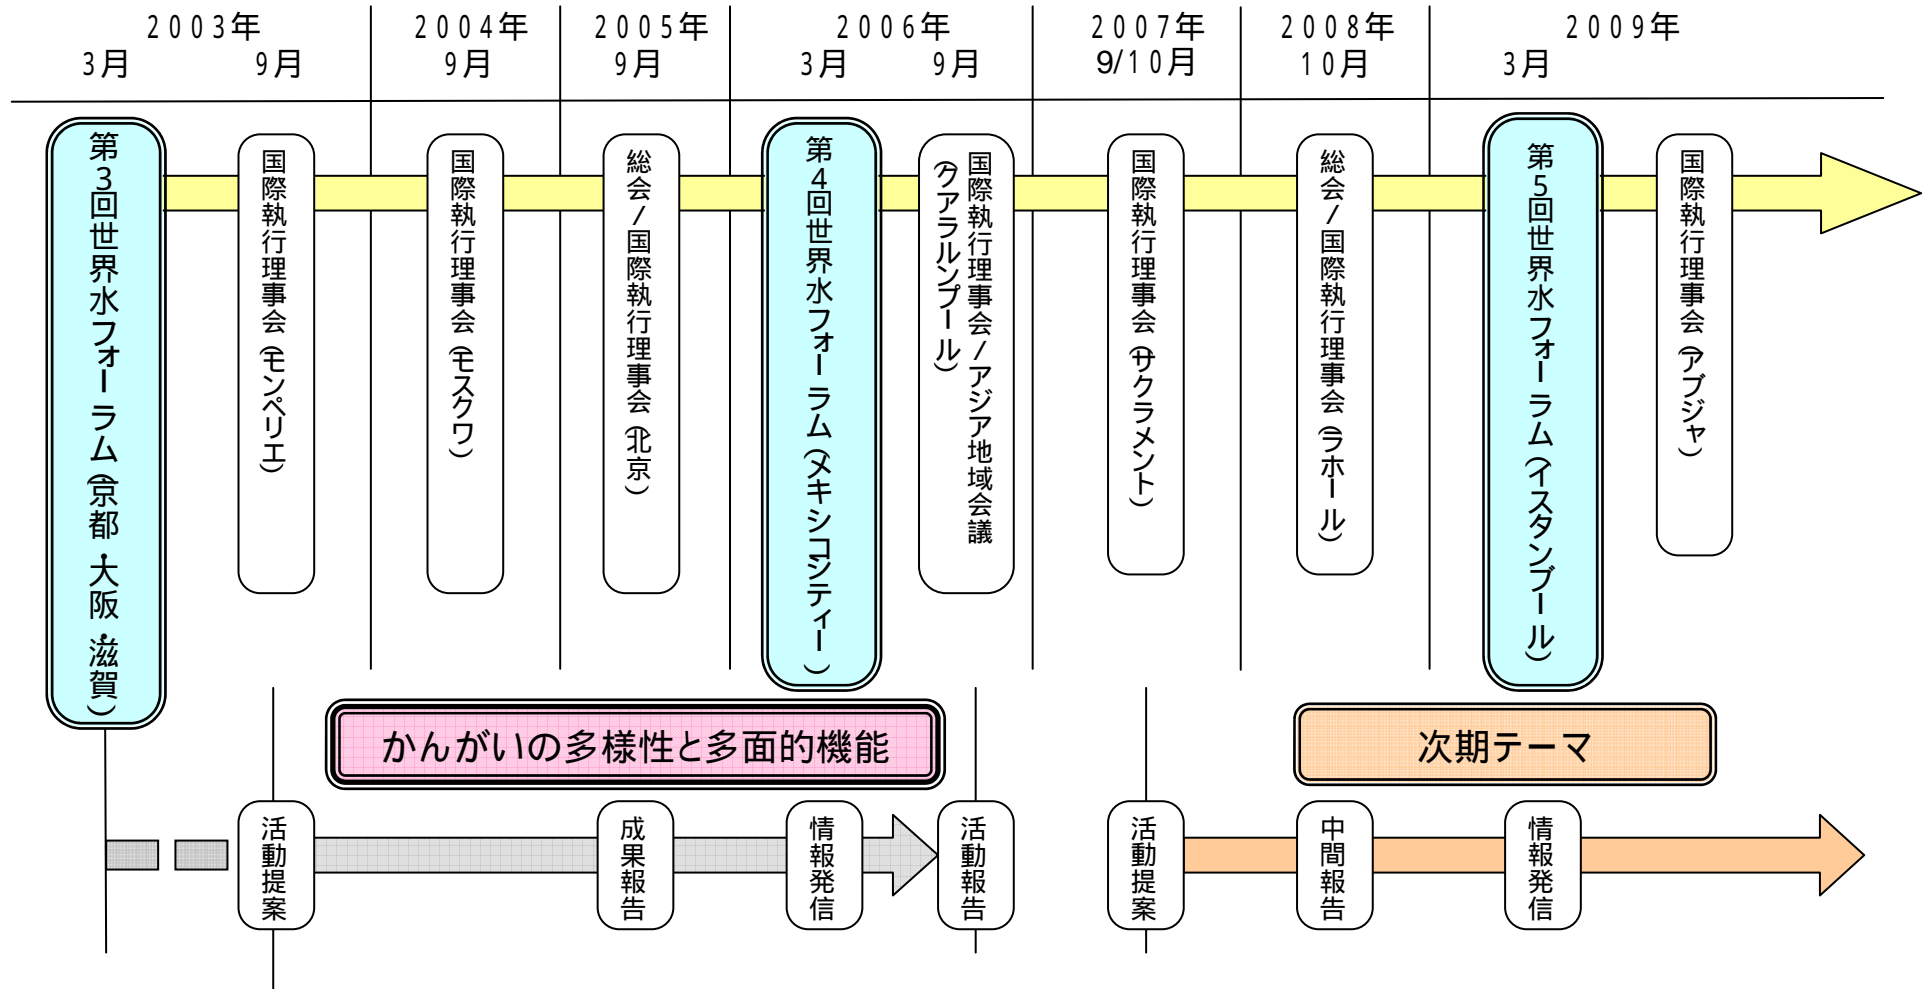 2003年
2004年
2005年
2006年
2007年
2008年
2009年
3月
9月
9月
9月
3月
9月
9/10月
10月
3月
第3回世界水フォーラム(京都・大阪・滋賀)
国際執行理事会(モンペリエ)
国際執行理事会(モスクワ)
総会/国際執行理事会(北京)
第4回世界水フォーラム(メキシコシティー)
国際執行理事会/アジア地域会議
(クアラルンプール)
国際執行理事会(サクラメント)
総会/国際執行理事会(ラホール)
第5回世界水フォーラム(イスタンブール)
国際執行理事会(アブジャ)
かんがいの多様性と多面的機能
次期テーマ
活動提案
成果報告
情報発信
活動報告
活動提案
中間報告
情報発信